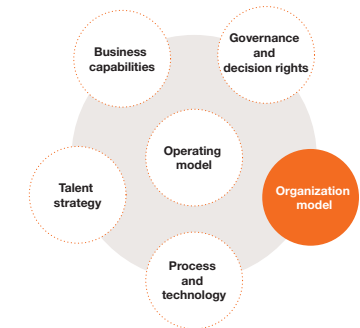 Business
capabilities
Governance
and
decision rights
Operating
model
Talent
strategy
Organization
model
Process
and
technology